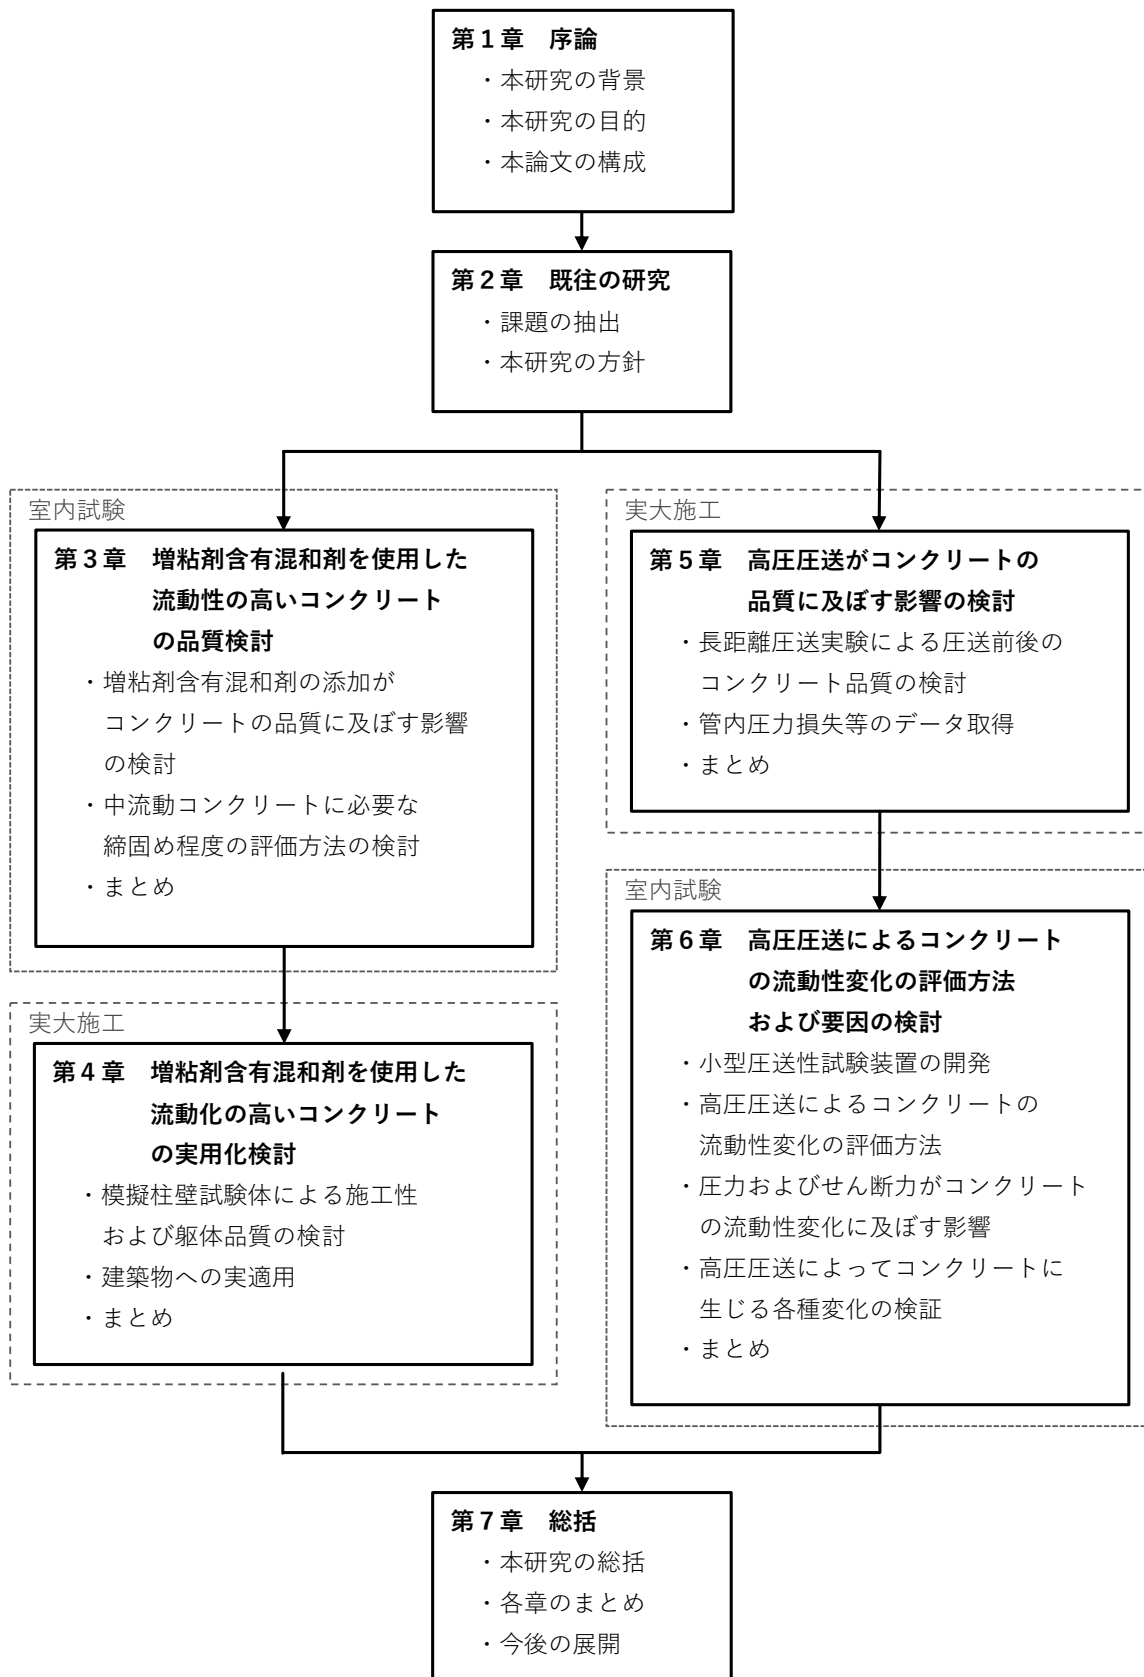 第１章　序論
・本研究の背景
・本研究の目的
・本論文の構成
第２章　既往の研究
・課題の抽出
・本研究の方針
室内試験
第３章　増粘剤含有混和剤を使用した
流動性の高いコンクリート
の品質検討
・増粘剤含有混和剤の添加が
コンクリートの品質に及ぼす影響
の検討
・中流動コンクリートに必要な
締固め程度の評価方法の検討
・まとめ
実大施工
第４章　増粘剤含有混和剤を使用した
流動化の高いコンクリート
の実用化検討
・模擬柱壁試験体による施工性
および躯体品質の検討
・建築物への実適用
・まとめ
実大施工
第５章　高圧圧送がコンクリートの
品質に及ぼす影響の検討
・長距離圧送実験による圧送前後の
コンクリート品質の検討
・管内圧力損失等のデータ取得
・まとめ
室内試験
第６章　高圧圧送によるコンクリート
の流動性変化の評価方法
および要因の検討
・小型圧送性試験装置の開発
・高圧圧送によるコンクリートの
流動性変化の評価方法
・圧力およびせん断力がコンクリート
の流動性変化に及ぼす影響
・高圧圧送によってコンクリートに
生じる各種変化の検証
・まとめ
第７章　総括
・本研究の総括
・各章のまとめ
・今後の展開